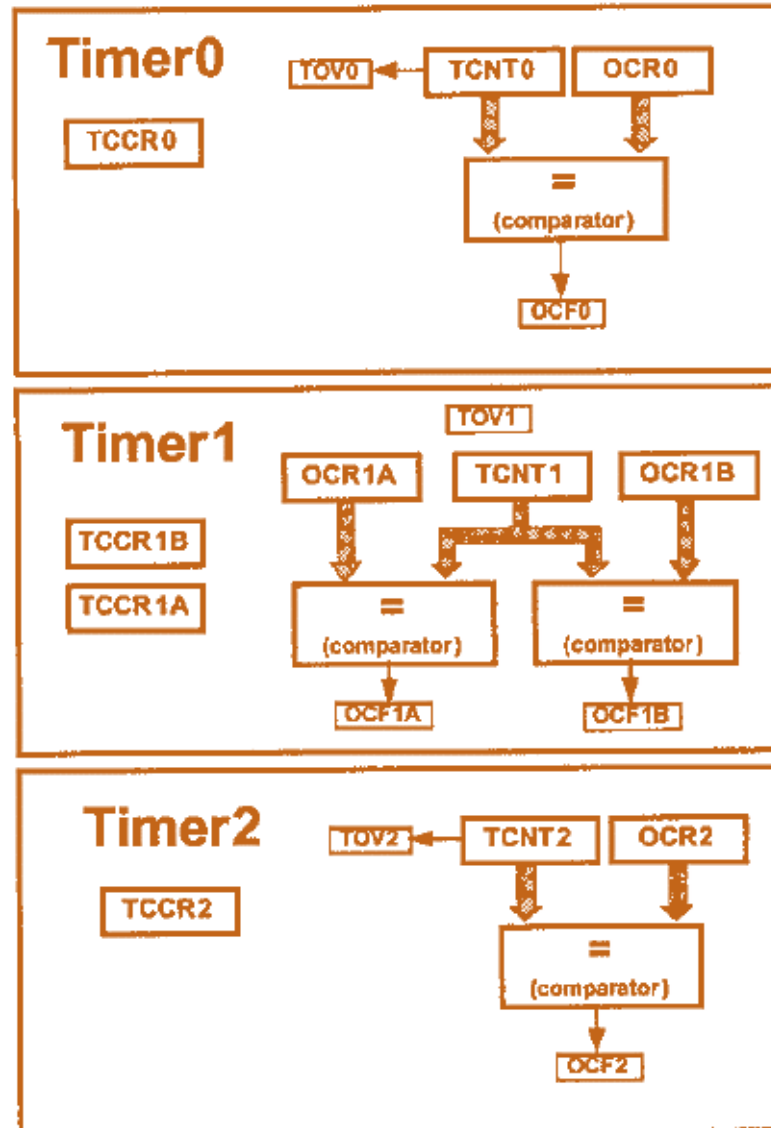 Timer0
TOV0
TCNT0
OCR0
TCCR0
=
(comparator)
OCF0
Timer1
TOV1
OCR1A
TCNT1
OCR1B
TCCR1B
TCCR1A
=
(comparator)
=
(comparator)
OCF1A
OCF1B
Timer2
TOV2
TCNT2
OCR2
TCCR2
=
(comparator)
OCF2